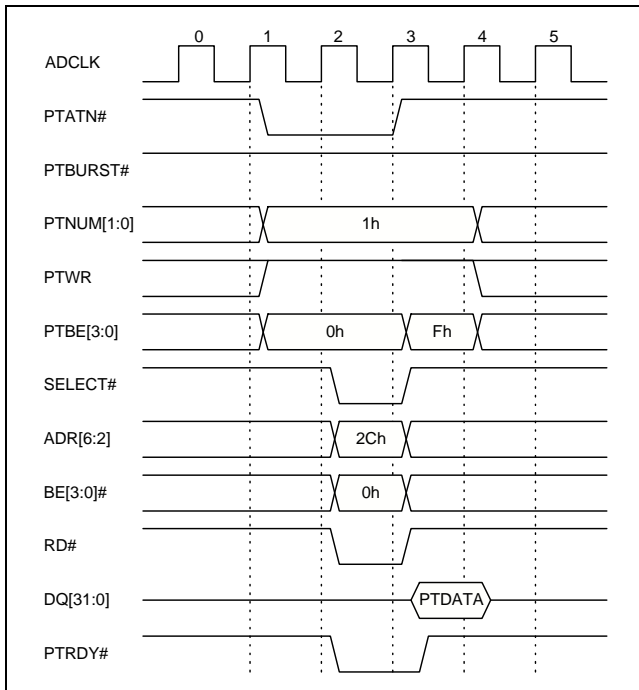 0 1 2 3 4 5
ADCLK
PTATN#
PTBURST#
PTNUM[1:0] 1h
PTWR
PTBE[3:0] 0h Fh
SELECT#
ADR[6:2] 2Ch
BE[3:0]# 0h
RD#
DQ[31:0] PTDATA
PTRDY#